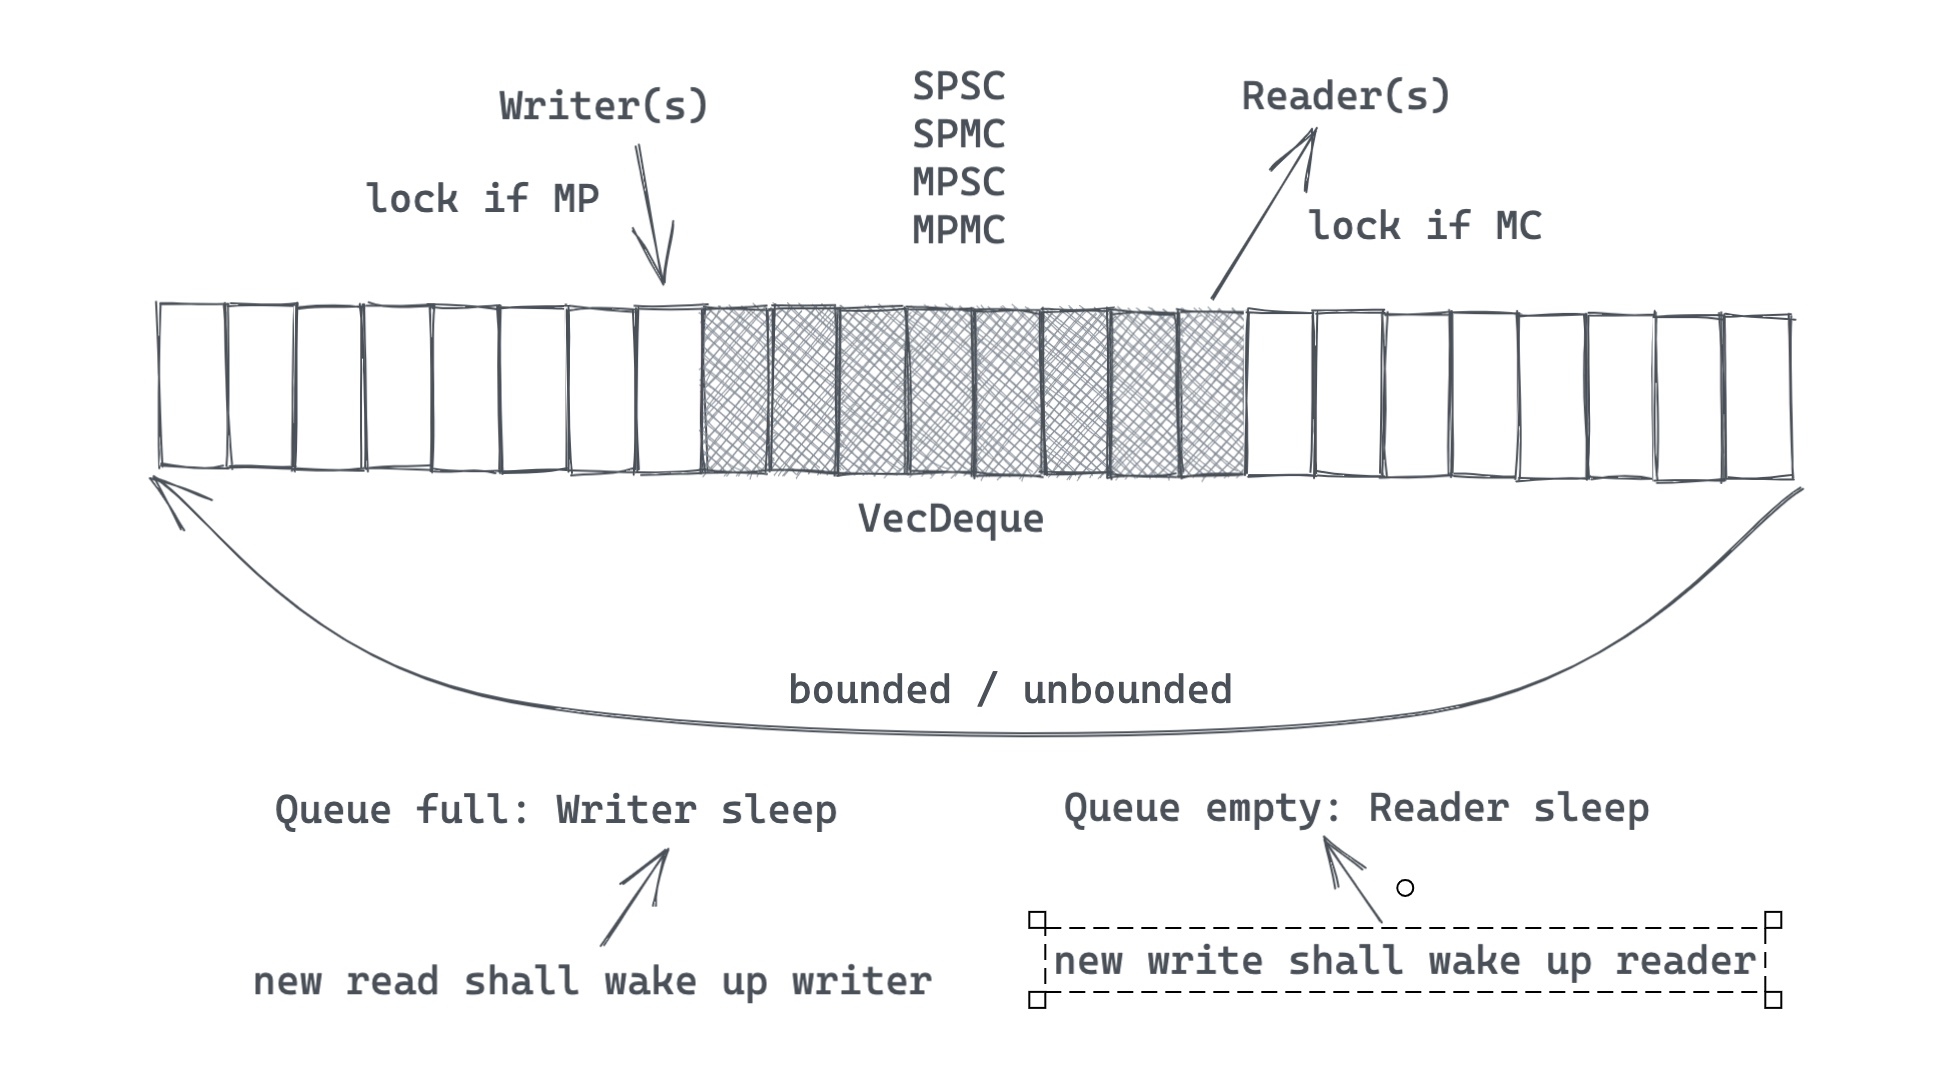 Writer(s)
lock if MP
SPSC
SPMC
MPSC
MPMC
Reader(s)
lock if MC
VecDeque
bounded / unbounded
Queue full: Writer sleep
new read shall wake up writer
Queue empty: Reader sleep
new write shall wake up reader